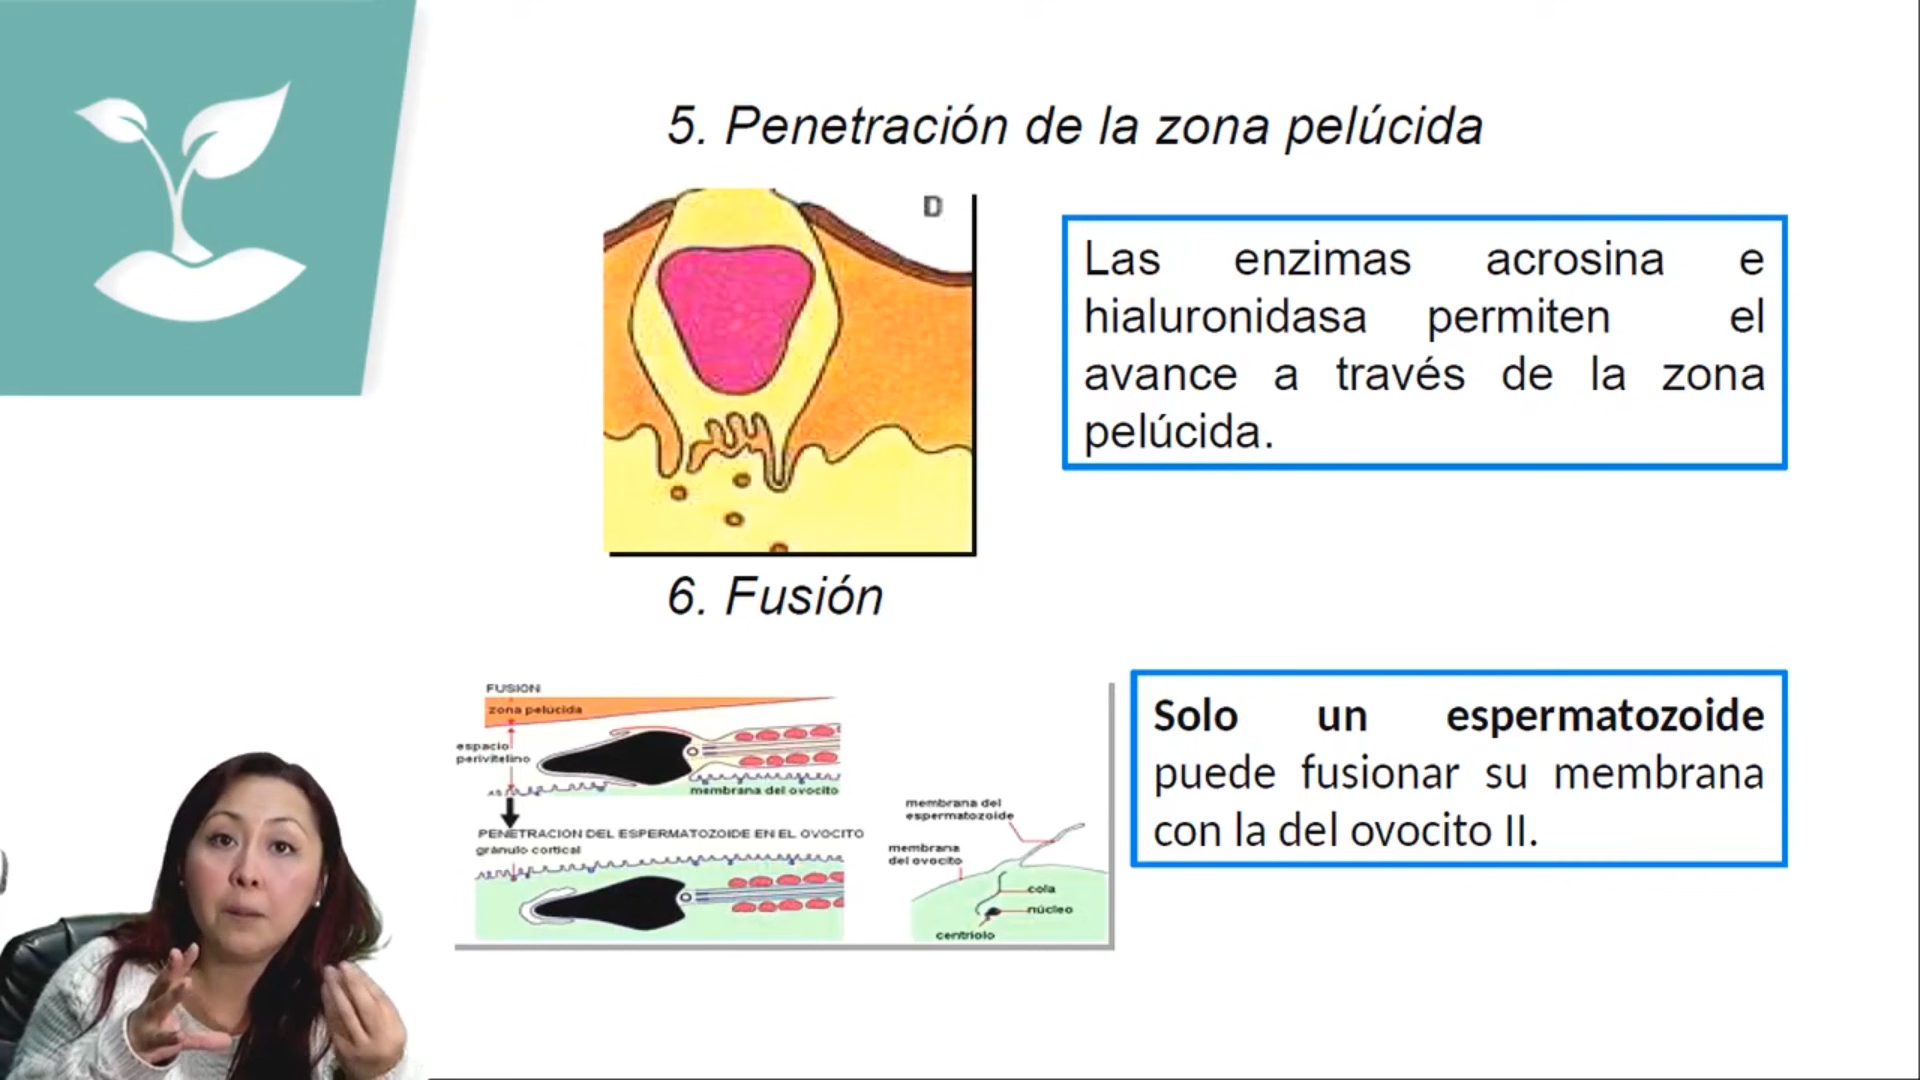 5. Penetración de la zona pelúcida
D
Las enzimas acrosina e
hialuronidasa permiten el
avance a través de la zona
pelúcida.
6. Fusión
FUSION
zona pelucida
espacio
perivitelino
membrana del ovocito
PENETRACION DEL ESPERMATOZOIDE EN EL OVOCITO
granulo cortical
membrana del
espermatozoide
membrana
del ovocito
cola
núcleo
centriolo
Solo un espermatozoide
puede fusionar su membrana
con la del ovocito II.